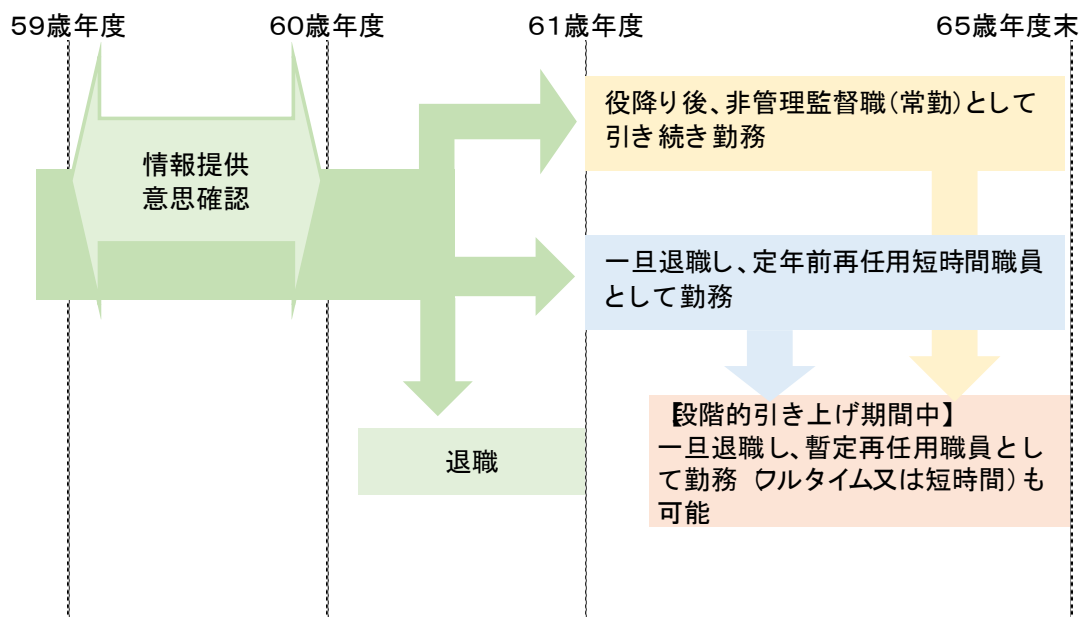 59歳年度
60歳年度
61歳年度
65歳年度末
役降り後、非管理監督職(常勤)として
引き続き勤務
情報提供
意思確認
一旦退職し、定年前再任用短時間職員
として勤務
【段階的引き上げ期間中】
一旦退職し、暫定再任用職員とし
て勤務(フルタイム又は短時間)も
可能
退職